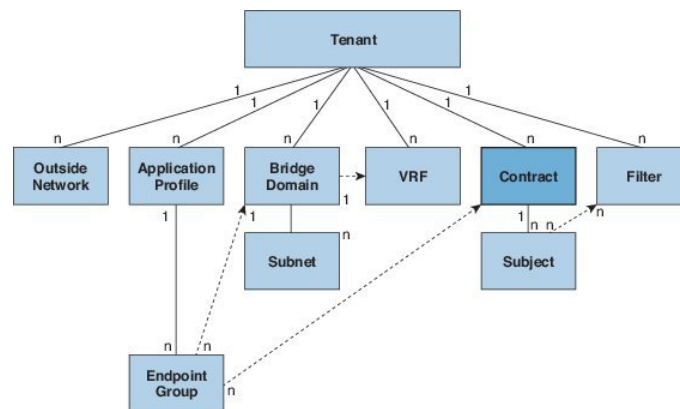 Tenant
1 1 1 1 1 1
n n n n n n
Outside Network
Application Profile
Bridge Domain
VRF
Contract
Filter
1 1 1 1 n n n
Subnet
n
Subject
n n
Endpoint Group
n